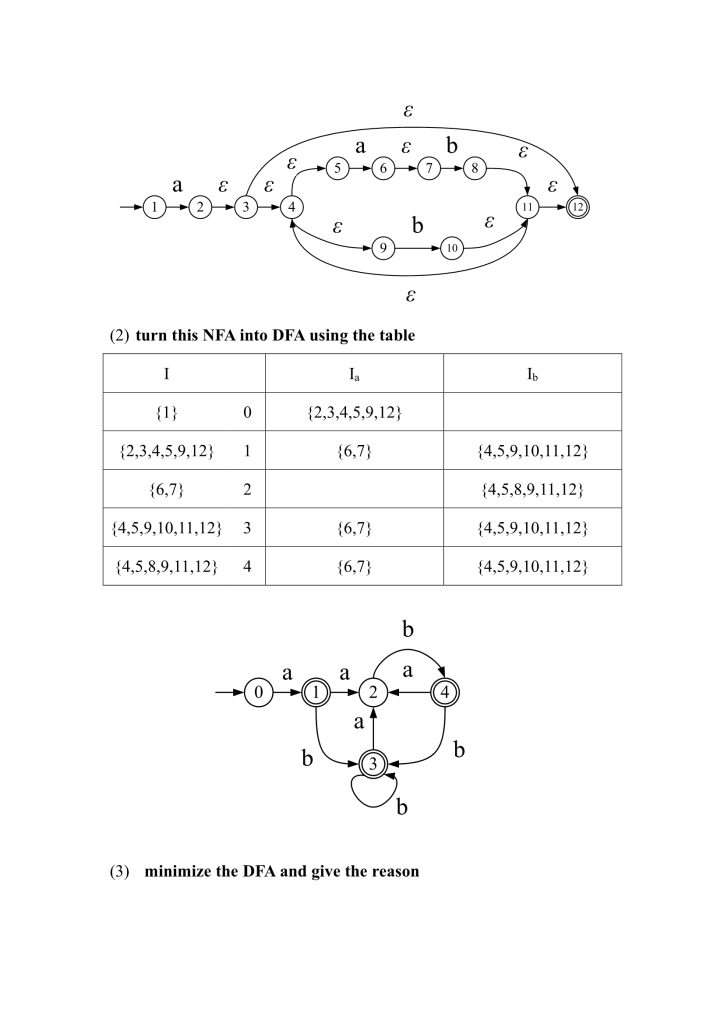 ε
a ε b ε
ε 5 6 7 8
a ε ε ε
1 2 3 4 11 12
ε b ε
9 10
ε
(2) turn this NFA into DFA using the table
I Ia Ib
{1} 0 {2,3,4,5,9,12}
{2,3,4,5,9,12} 1 {6,7} {4,5,9,10,11,12}
{6,7} 2 {4,5,8,9,11,12}
{4,5,9,10,11,12} 3 {6,7} {4,5,9,10,11,12}
{4,5,8,9,11,12} 4 {6,7} {4,5,9,10,11,12}
b
a a a
0 1 2 4
a
b 3 b
b
(3) minimize the DFA and give the reason